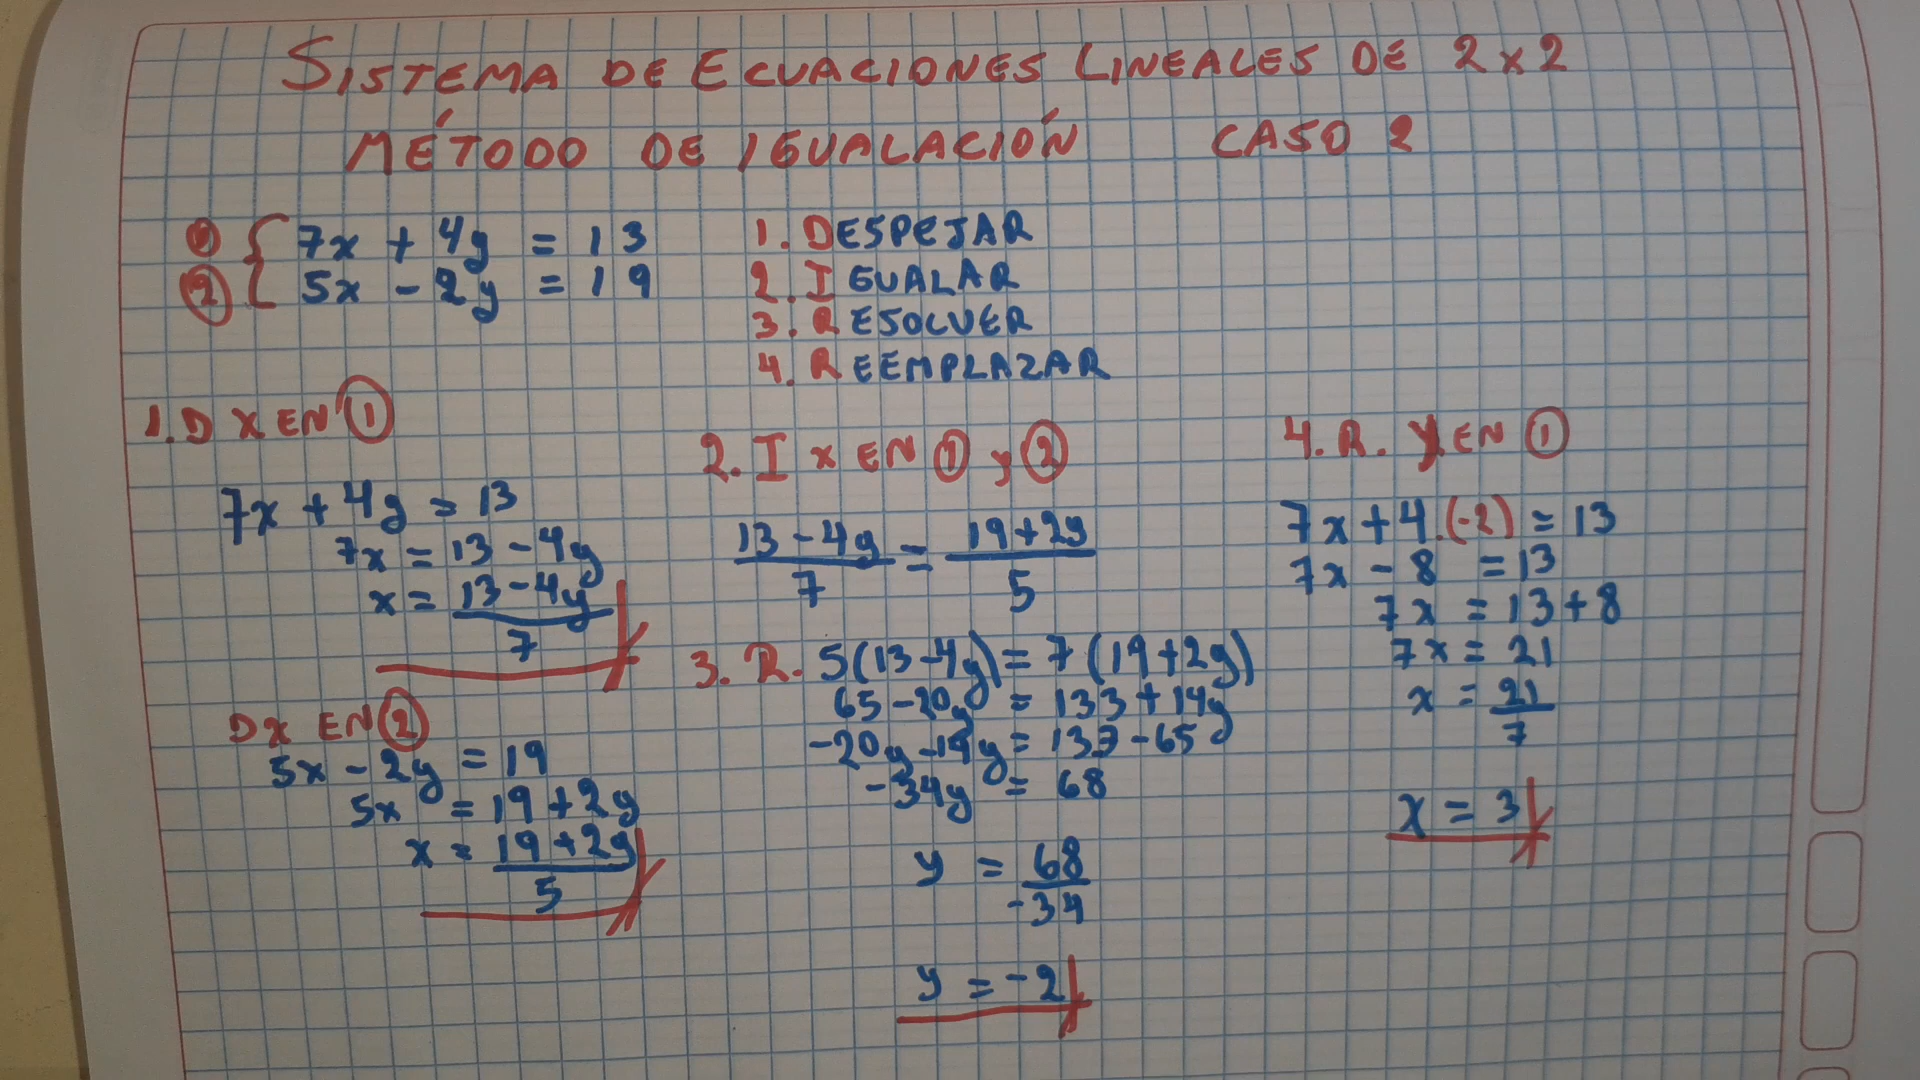 SISTEMA DE ECUACIONES LINEALES DE 2x2
MÉTODO DE IGUALACIÓN CASO 2
① { 7x + 4y = 13
② 5x - 2y = 19
1. DESPEJAR
2. IGUALAR
3. RESOLVER
4. REEMPLAZAR
1. D X EN ①
7x + 4y = 13
7x = 13 - 4y
x = 13 - 4y
7
D x EN ②
5x - 2y = 19
5x = 19 + 2y
x = 19 + 2y
5
2. I x EN ① y ②
13 - 4y = 19 + 2y
7 5
3. R. 5(13 - 4y) = 7(19 + 2y)
65 - 20y = 133 + 14y
-20y - 14y = 133 - 65
-34y = 68
y = 68
-34
y = -2
4. R. y EN ①
7x + 4.(-2) = 13
7x - 8 = 13
7x = 13 + 8
7x = 21
x = 21
7
x = 3